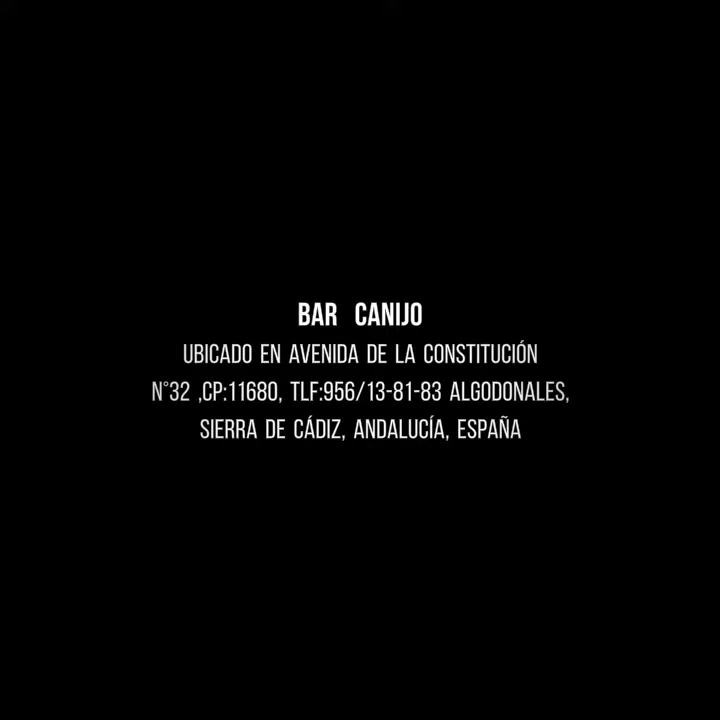 BAR CANIJO
UBICADO EN AVENIDA DE LA CONSTITUCIÓN
N°32 ,CP:11680, TLF:956/13-81-83 ALGODONALES,
SIERRA DE CÁDIZ, ANDALUCÍA, ESPAÑA